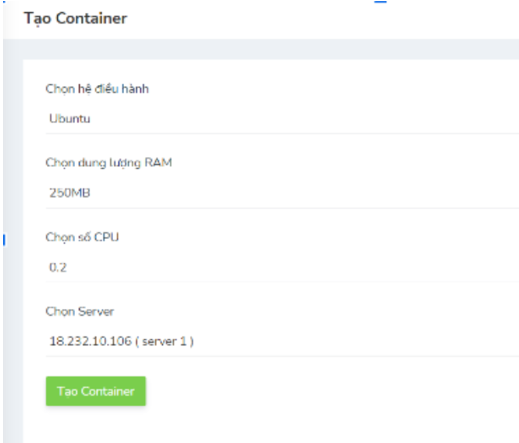 Tạo Container
Chọn hệ điều hành
Ubuntu
Chọn dung lượng RAM
250MB
Chọn số CPU
0.2
Chọn Server
18.232.10.106 ( server 1 )
Tạo Container